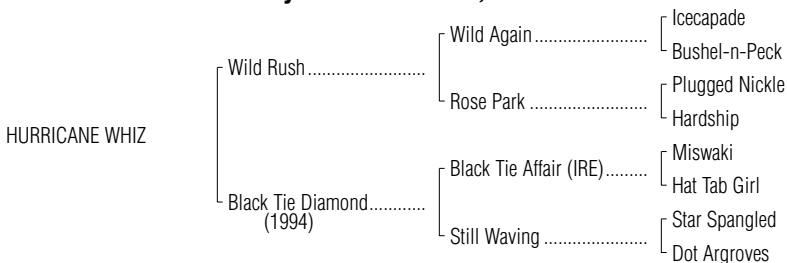 Icecapade
Wild Again........................
Bushel-n-Peck
Wild Rush.........................
Plugged Nickle
Rose Park .........................
Hardship
HURRICANE WHIZ
Miswaki
Black Tie Affair (IRE).........
Hat Tab Girl
Black Tie Diamond............
(1994)
Star Spangled
Still Waving ......................
Dot Argroves